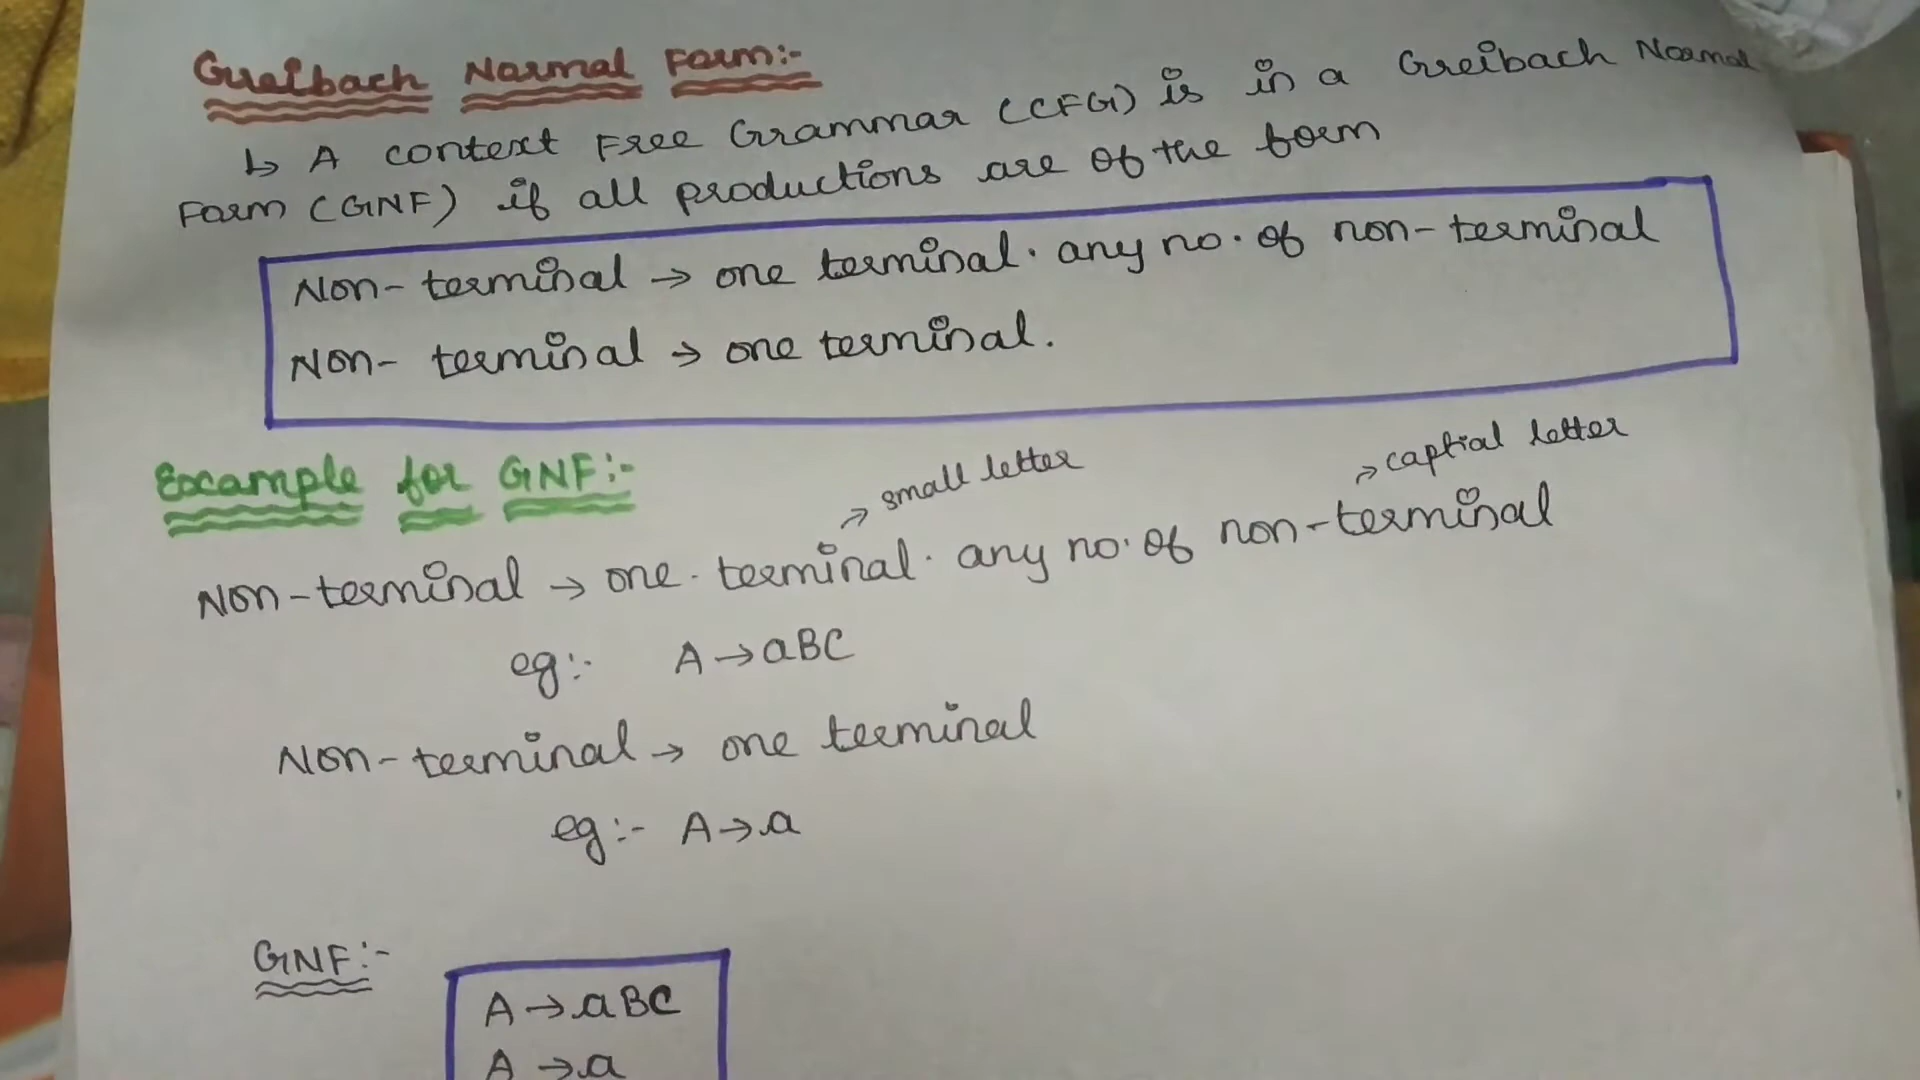 Greibach Normal Form:-
↳ A context Free Grammar (CFG) is in a Greibach Normal
Form (GNF) if all productions are of the form
Non-terminal → one terminal. any no. of non-terminal
Non-terminal → one terminal.
Example for GNF:-
→ small letter
→ captial letter
Non-terminal → one. terminal. any no. of non-terminal
eg:- A→aBC
Non-terminal → one terminal
eg:- A→a
GNF:-
A→aBC
A→a